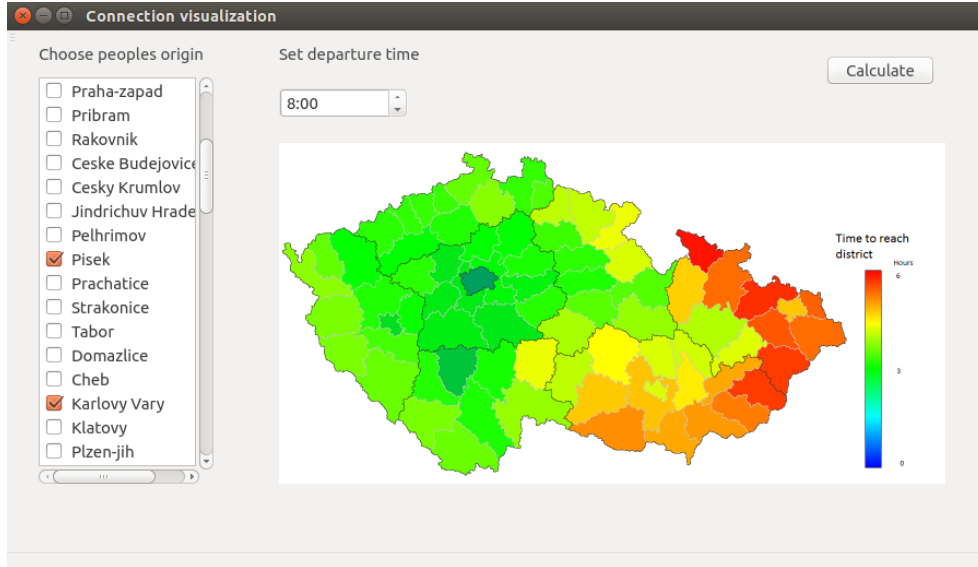 Connection visualization
Choose peoples origin
Set departure time
Calculate
8:00
Praha-zapad
Pribram
Rakovnik
Ceske Budejovice
Cesky Krumlov
Jindrichuv Hrade
Pelhrimov
Pisek
Prachatice
Strakonice
Tabor
Domazlice
Cheb
Karlovy Vary
Klatovy
Plzen-jih
Time to reach
district
Hours
6
3
0